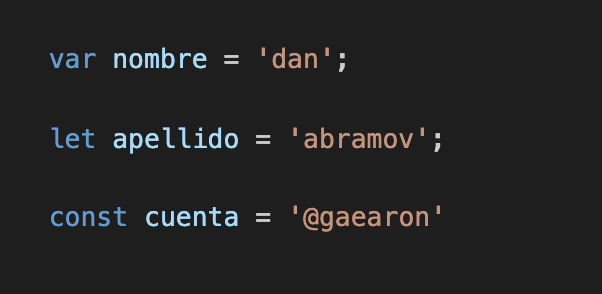 var nombre = 'dan';
let apellido = 'abramov';
const cuenta = '@gaearon'